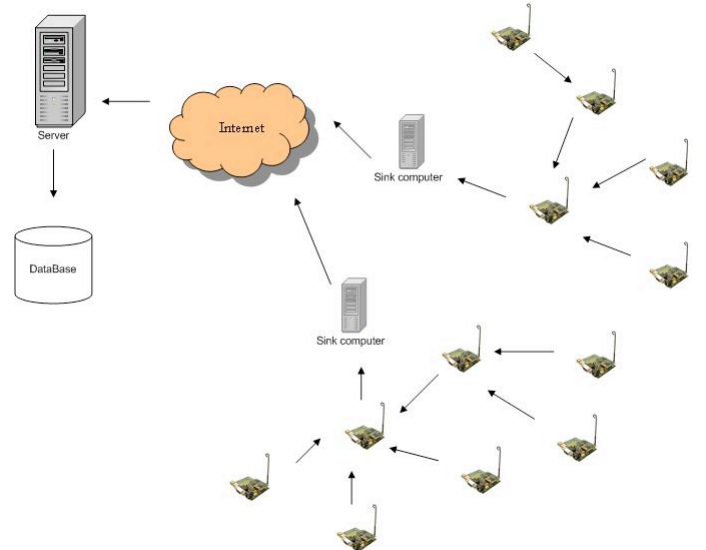 Server
Internet
Sink computer
DataBase
Sink computer